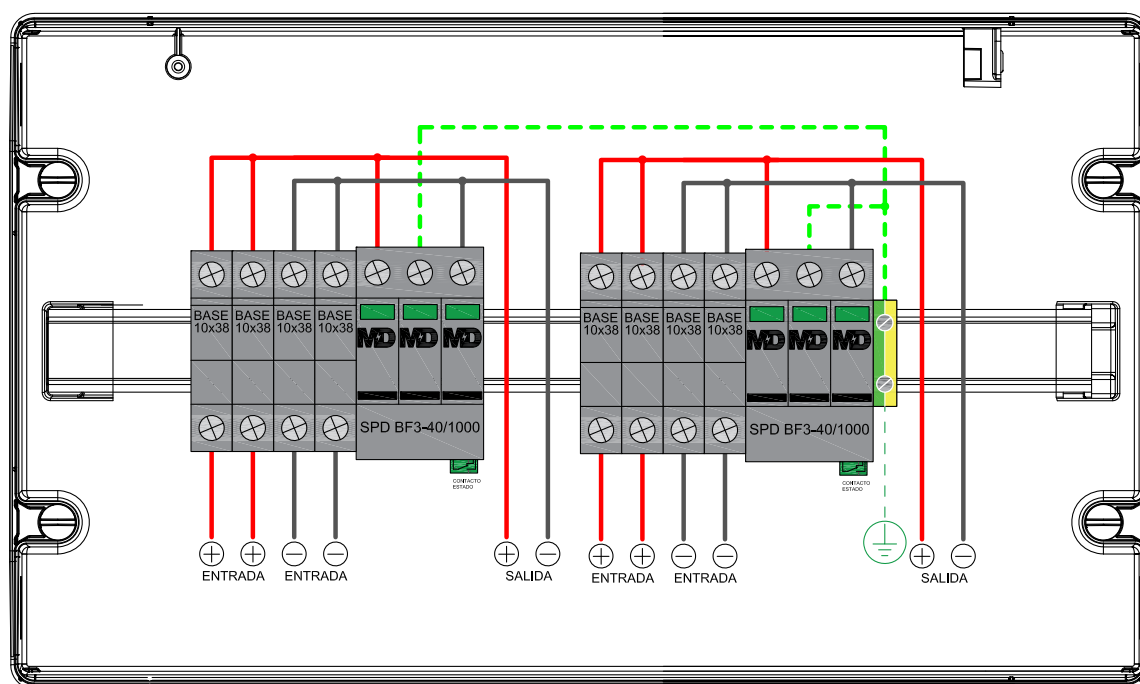 BASE BASE BASE BASE
10x38 10x38 10x38 10x38
MD MD MD
SPD BF3-40/1000
CONTACTO
ESTADO
ENTRADA ENTRADA SALIDA
BASE BASE BASE BASE
10x38 10x38 10x38 10x38
MD MD MD
SPD BF3-40/1000
CONTACTO
ESTADO
ENTRADA ENTRADA SALIDA